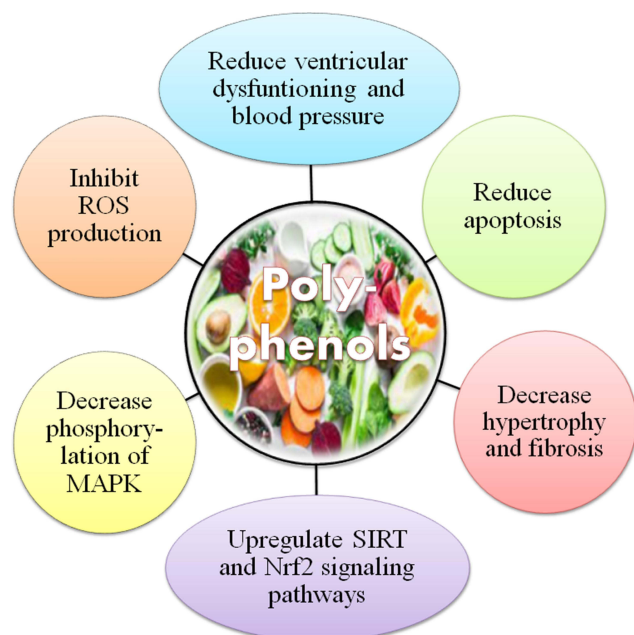 Reduce ventricular
dysfuntioning and
blood pressure
Inhibit
ROS
production
Reduce
apoptosis
Poly-
phenols
Decrease
phosphory-
lation of
MAPK
Decrease
hypertrophy
and fibrosis
Upregulate SIRT
and Nrf2 signaling
pathways